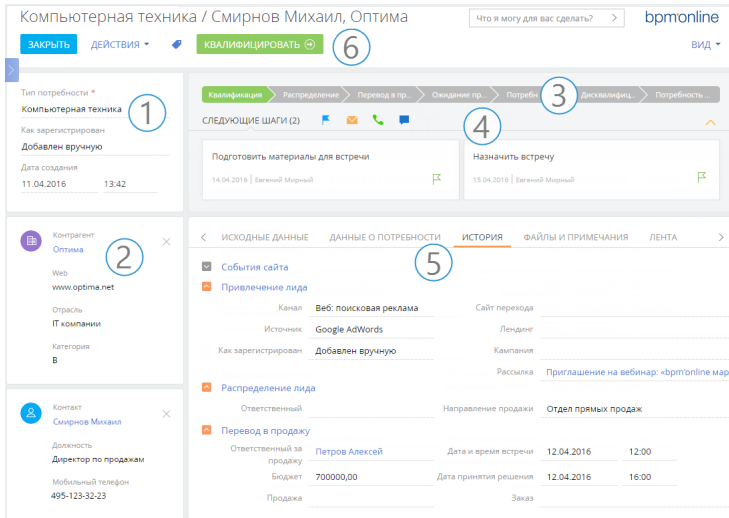 Компьютерная техника / Смирнов Михаил, Оптима
Что я могу для вас сделать? >
bpmonline
ЗАКРЫТЬ ДЕЙСТВИЯ КВАЛИФИЦИРОВАТЬ 6 ВИД
Тип потребности *
Компьютерная техника
1
Как зарегистрирован
Добавлен вручную
Дата создания
11.04.2016 13:42
Квалификация Распределение Перевод в пр... Ожидание пр... Потребн 3 Дисквалифиц... Потребность ...
СЛЕДУЮЩИЕ ШАГИ (2) 4
Подготовить материалы для встречи
14.04.2016 | Евгений Мирный
Назначить встречу
15.04.2016 | Евгений Мирный
Контрагент
Оптима
2
Web
www.optima.net
Отрасль
IT компании
Категория
B
Контакт
Смирнов Михаил
Должность
Директор по продажам
Мобильный телефон
495-123-32-23
< ИСХОДНЫЕ ДАННЫЕ ДАННЫЕ О ПОТРЕБНОСТИ ИСТОРИЯ ФАЙЛЫ И ПРИМЕЧАНИЯ ЛЕНТА >
5
События сайта
Привлечение лида
Канал Веб: поисковая реклама Сайт перехода
Источник Google AdWords Лендинг
Как зарегистрирован Добавлен вручную Кампания
Рассылка Приглашение на вебинар: «bpm'online мар
Распределение лида
Ответственный Направление продажи Отдел прямых продаж
Перевод в продажу
Ответственный за продажу Петров Алексей Дата и время встречи 12.04.2016 12:00
Бюджет 700000,00 Дата принятия решения 12.04.2016 16:00
Продажа Заказ